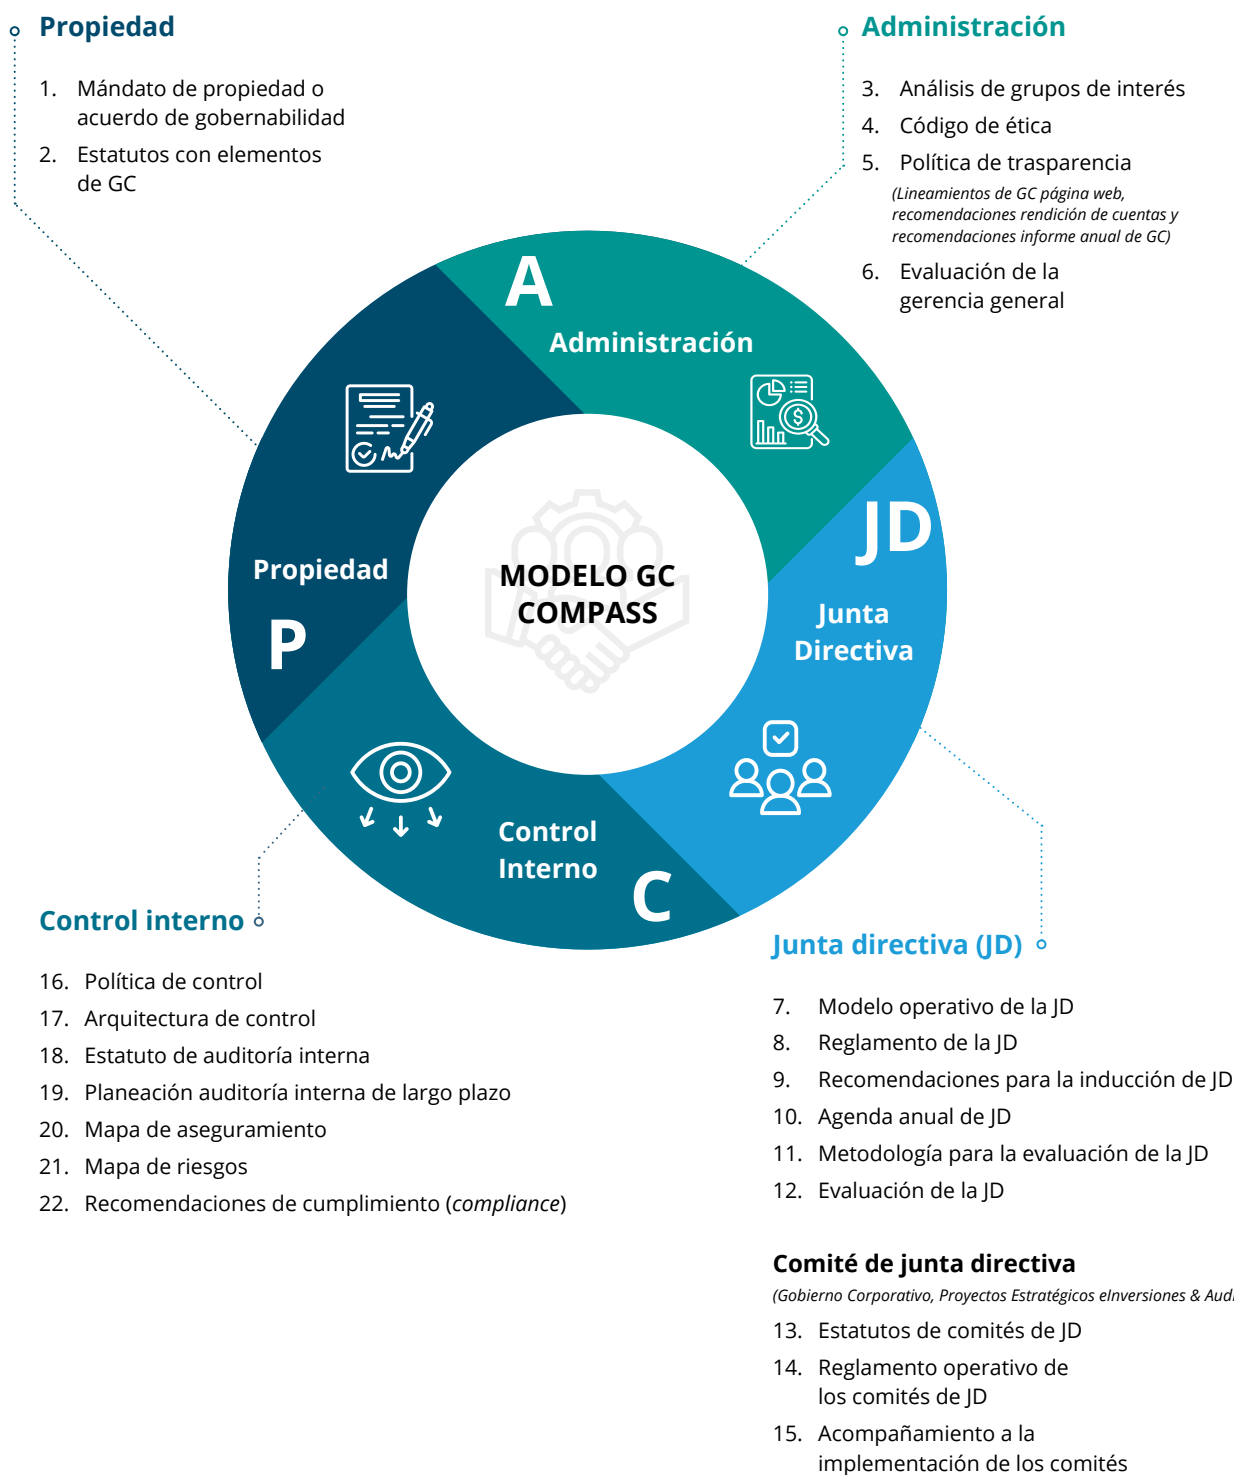 Propiedad
1. Mándato de propiedad o
acuerdo de gobernabilidad
2. Estatutos con elementos
de GC
Administración
3. Análisis de grupos de interés
4. Código de ética
5. Política de trasparencia
(Lineamientos de GC página web,
recomendaciones rendición de cuentas y
recomendaciones informe anual de GC)
6. Evaluación de la
gerencia general
A
Administración
JD
Junta
Directiva
Propiedad
P
MODELO GC
COMPASS
Control
Interno
C
Control interno
16. Política de control
17. Arquitectura de control
18. Estatuto de auditoría interna
19. Planeación auditoría interna de largo plazo
20. Mapa de aseguramiento
21. Mapa de riesgos
22. Recomendaciones de cumplimiento (compliance)
Junta directiva (JD)
7. Modelo operativo de la JD
8. Reglamento de la JD
9. Recomendaciones para la inducción de JD
10. Agenda anual de JD
11. Metodología para la evaluación de la JD
12. Evaluación de la JD
Comité de junta directiva
(Gobierno Corporativo, Proyectos Estratégicos eInversiones &
13. Estatutos de comités de JD
14. Reglamento operativo de
los comités de JD
15. Acompañamiento a la
implementación de los comités